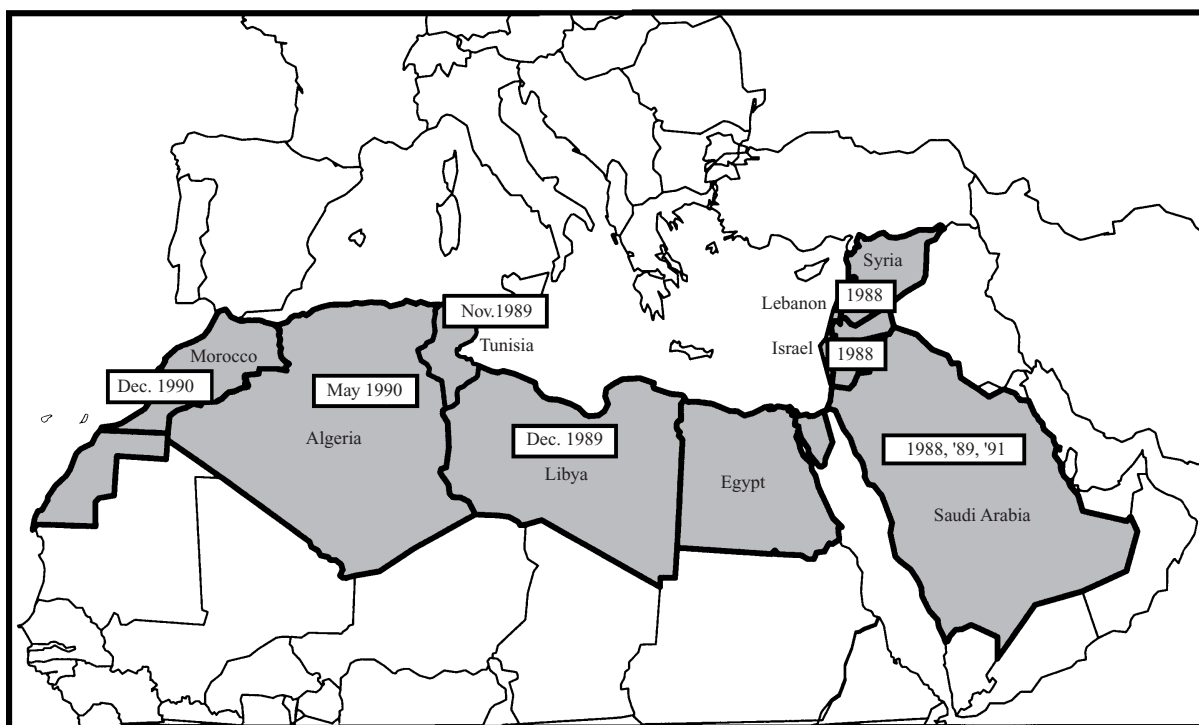 Syria
1988
Lebanon
Nov.1989
Tunisia
Israel
1988
Morocco
Dec. 1990
May 1990
Algeria
Dec. 1989
Libya
1988, '89, '91
Egypt
Saudi Arabia